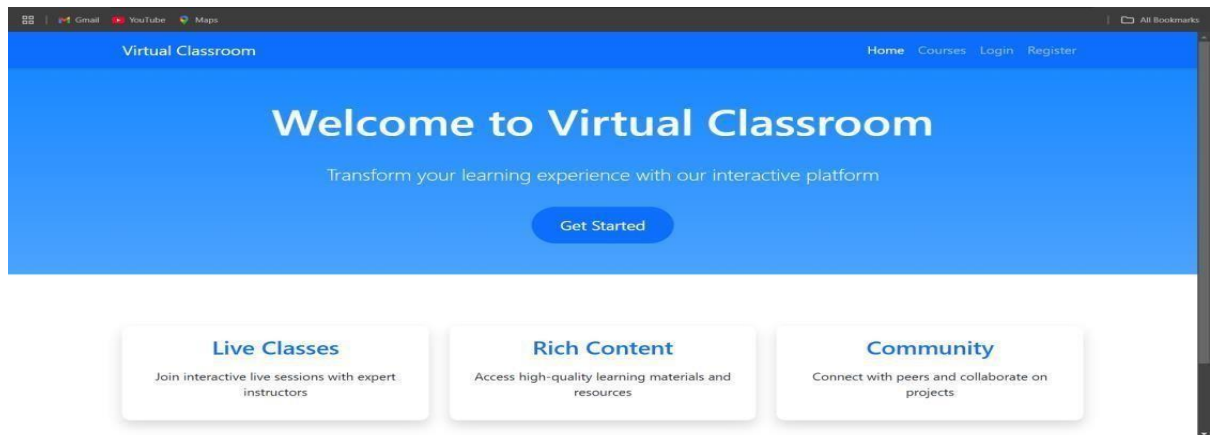 Gmail YouTube Maps All Bookmarks
Virtual Classroom Home Courses Login Register
Welcome to Virtual Classroom
Transform your learning experience with our interactive platform
Get Started
Live Classes
Join interactive live sessions with expert
instructors
Rich Content
Access high-quality learning materials and
resources
Community
Connect with peers and collaborate on
projects